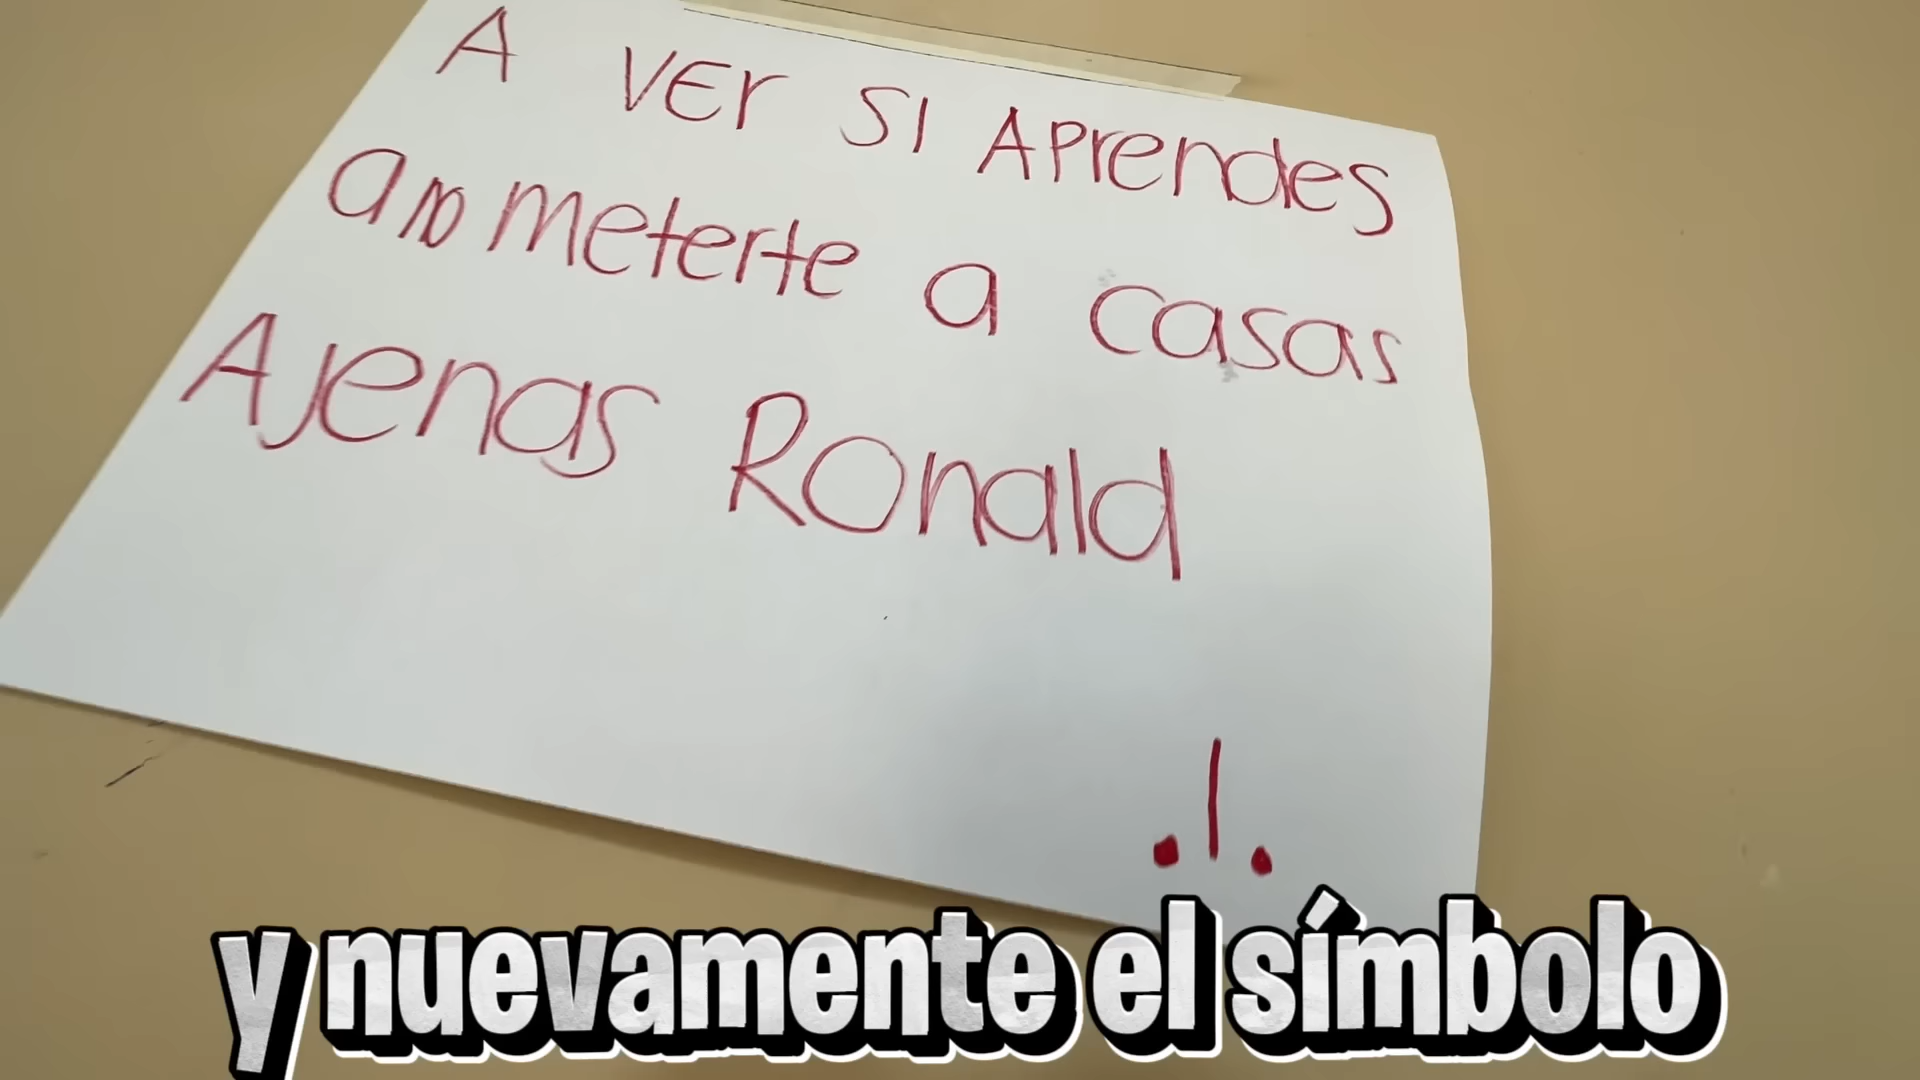 A VEr SI APrendes
a no meterte a casas
AJenas Ronald
.|.
y nuevamente el símbolo